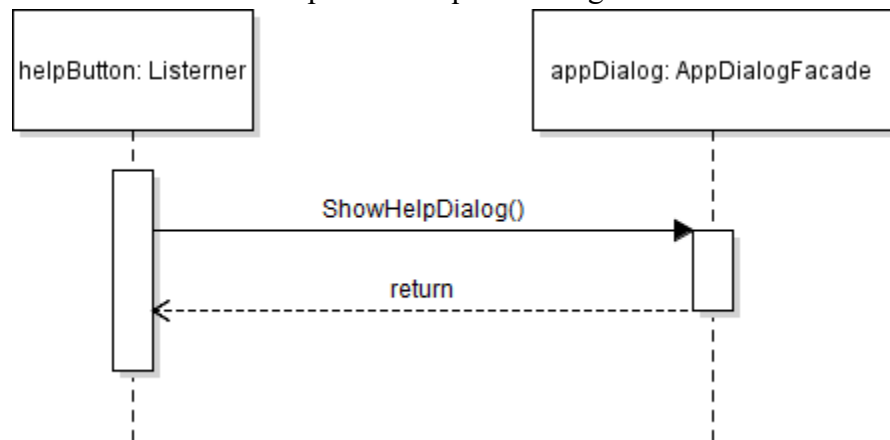 helpButton: Listerner
appDialog: AppDialogFacade
ShowHelpDialog()
return